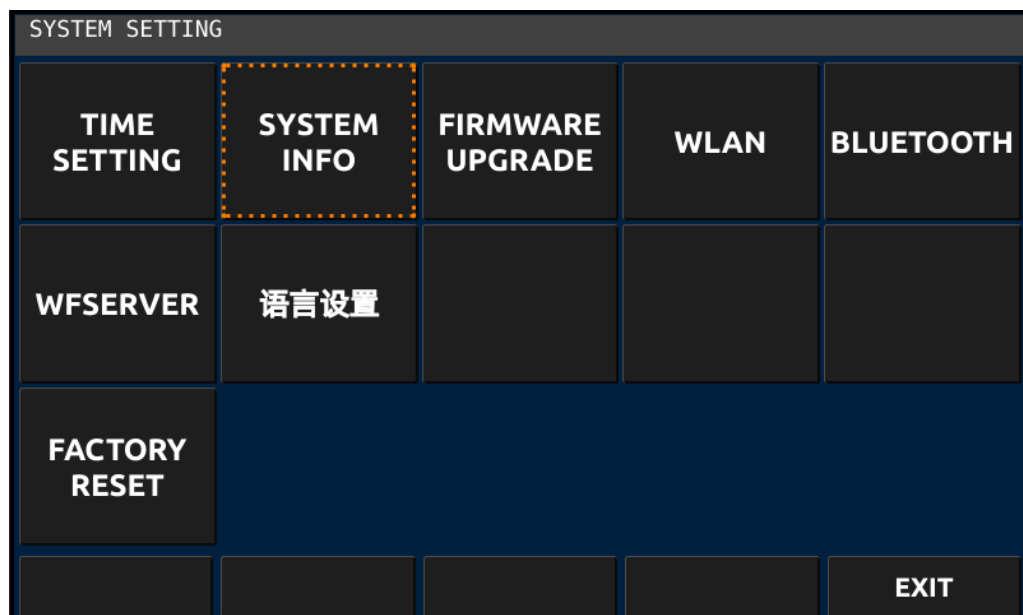 SYSTEM SETTING
TIME
SETTING
SYSTEM
INFO
FIRMWARE
UPGRADE
WLAN
BLUETOOTH
WFSERVER
语言设置
FACTORY
RESET
EXIT